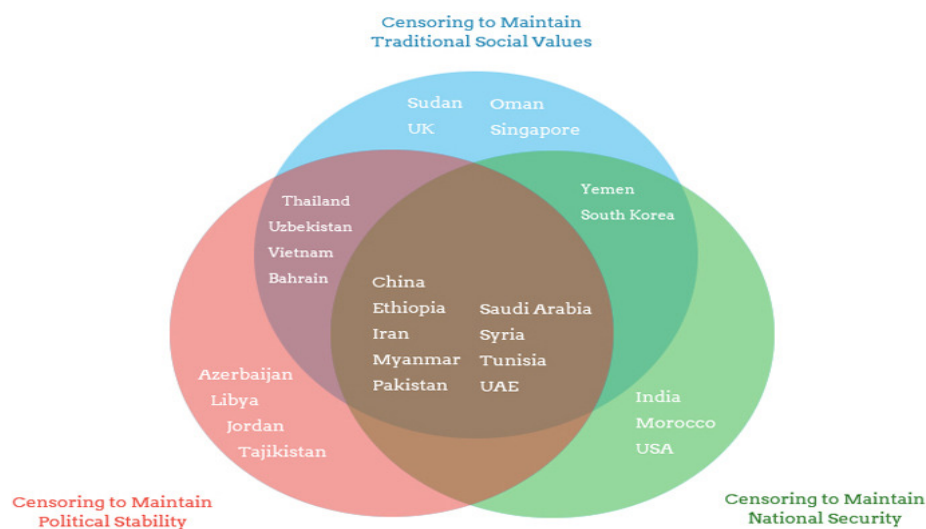 Censoring to Maintain
Traditional Social Values
Sudan
UK
Oman
Singapore
Thailand
Uzbekistan
Vietnam
Bahrain
Yemen
South Korea
China
Ethiopia
Iran
Myanmar
Pakistan
Saudi Arabia
Syria
Tunisia
UAE
Azerbaijan
Libya
Jordan
Tajikistan
India
Morocco
USA
Censoring to Maintain
Political Stability
Censoring to Maintain
National Security